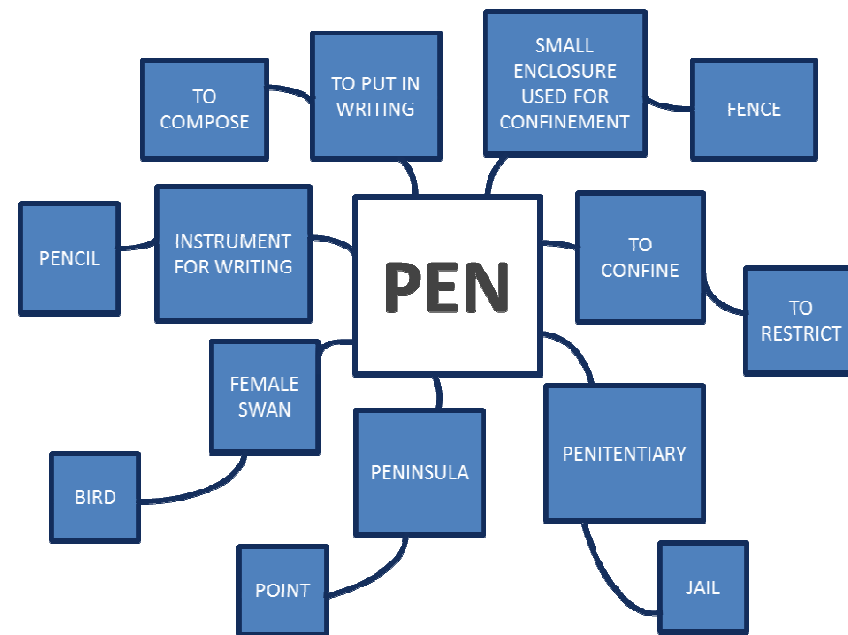 TO
COMPOSE
TO PUT IN
WRITING
SMALL
ENCLOSURE
USED FOR
CONFINEMENT
FENCE
PENCIL
INSTRUMENT
FOR WRITING
PEN
TO
CONFINE
TO
RESTRICT
FEMALE
SWAN
BIRD
PENINSULA
PENITENTIARY
POINT
JAIL